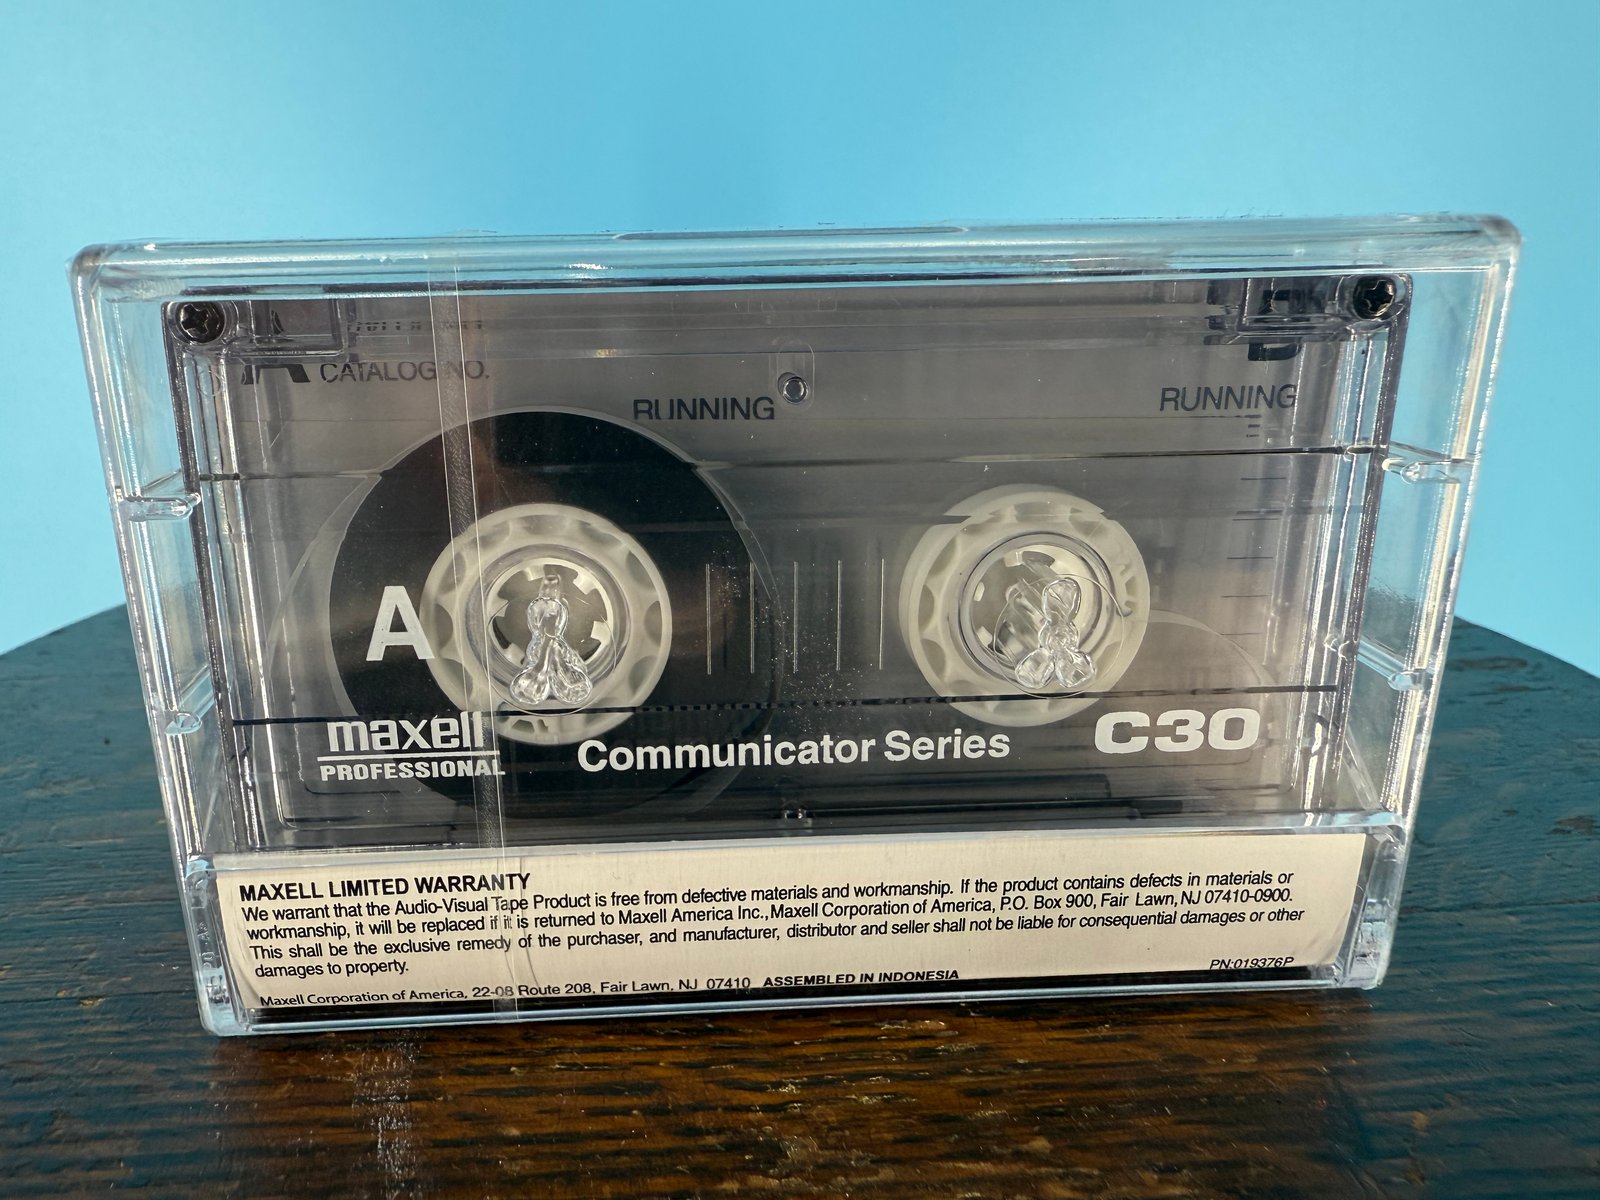 CATALOG NO.
RUNNING
RUNNING
B
A
maxell
PROFESSIONAL
Communicator Series
C30
MAXELL LIMITED WARRANTY
We warrant that the Audio-Visual Tape Product is free from defective materials and workmanship. If the product contains defects in materials or
workmanship, it will be replaced if it is returned to Maxell America Inc., Maxell Corporation of America, P.O. Box 900, Fair Lawn, NJ 07410-0900.
This shall be the exclusive remedy of the purchaser, and manufacturer, distributor and seller shall not be liable for consequential damages or other
damages to property.
PN:019376P
Maxell Corporation of America, 22-08 Route 208, Fair Lawn, NJ 07410 ASSEMBLED IN INDONESIA